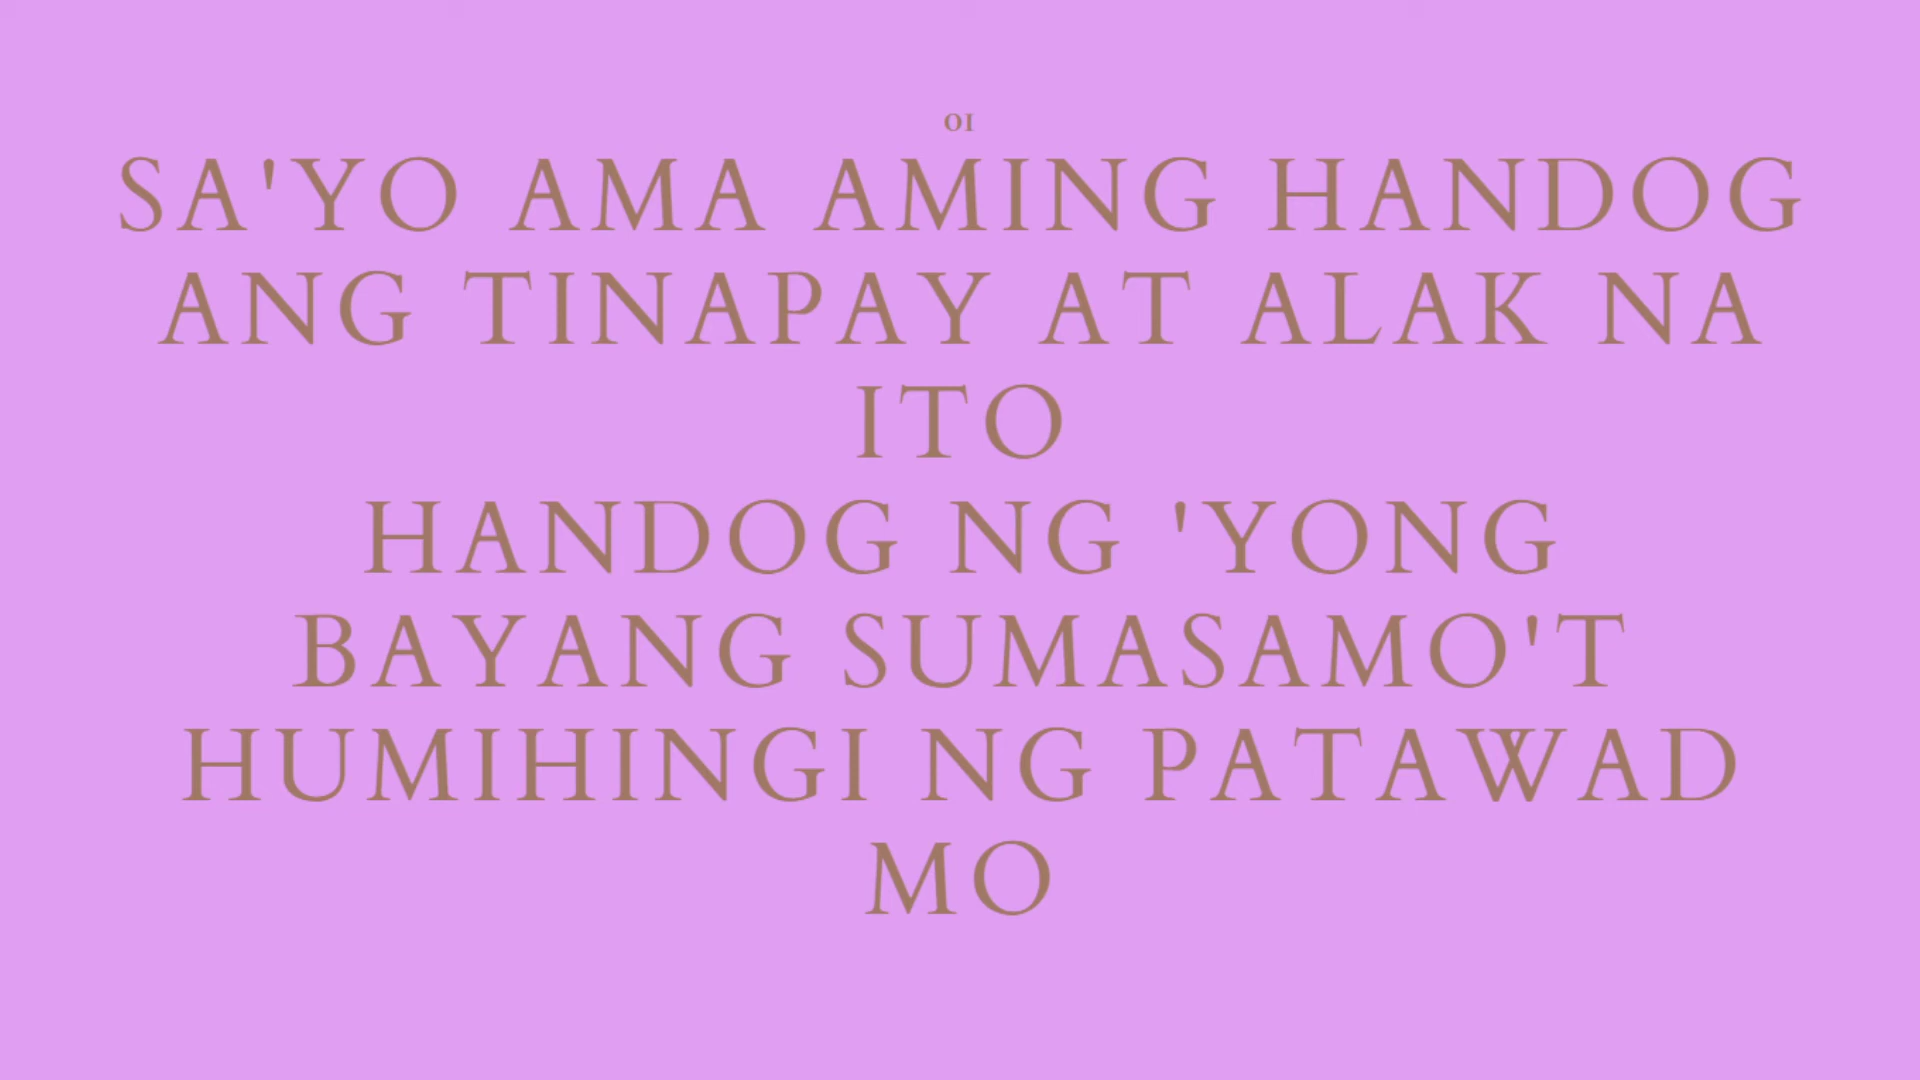 01
SA'YO AMA AMING HANDOG
ANG TINAPAY AT ALAK NA
ITO
HANDOG NG 'YONG
BAYANG SUMASAMO'T
HUMIHINGI NG PATAWAD
MO